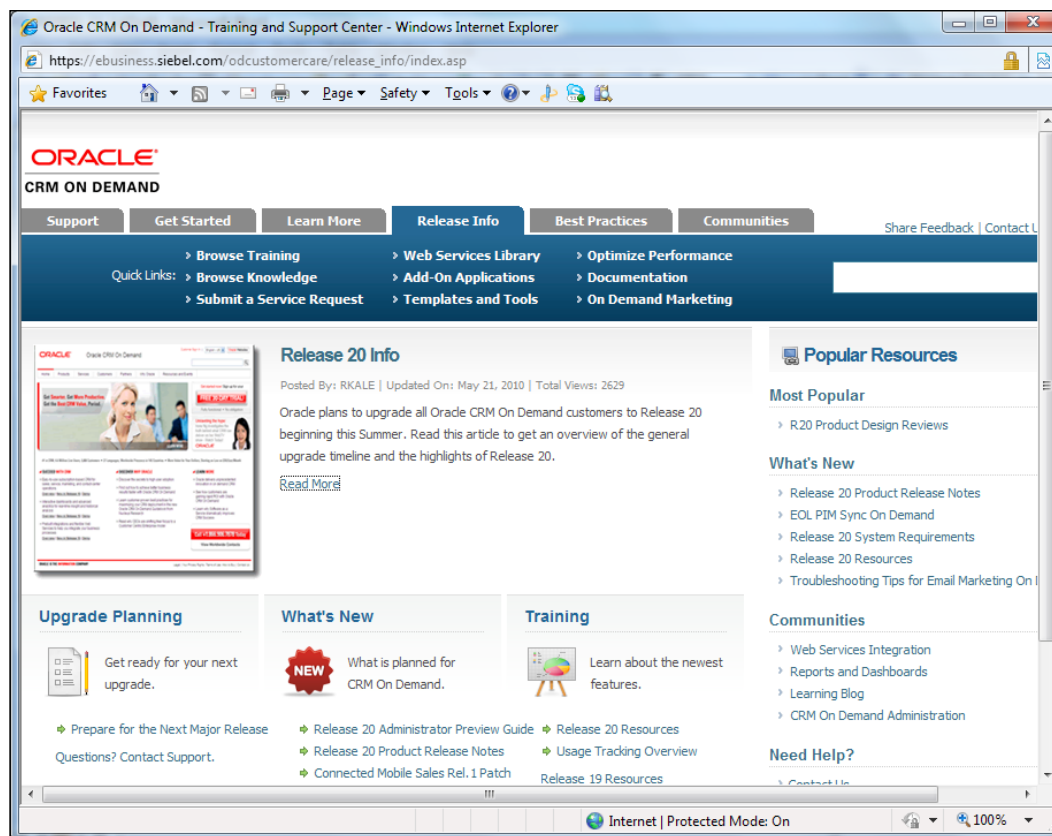 Oracle CRM On Demand - Training and Support Center - Windows Internet Explorer
https://ebusiness.siebel.com/odcustomercare/release_info/index.asp
Favorites Page Safety Tools
ORACLE
CRM ON DEMAND
Support Get Started Learn More Release Info Best Practices Communities
Share Feedback | Contact U
Quick Links:
› Browse Training › Web Services Library › Optimize Performance
› Browse Knowledge › Add-On Applications › Documentation
› Submit a Service Request › Templates and Tools › On Demand Marketing
Release 20 Info
Posted By: RKALE | Updated On: May 21, 2010 | Total Views: 2629
Oracle plans to upgrade all Oracle CRM On Demand customers to Release 20
beginning this Summer. Read this article to get an overview of the general
upgrade timeline and the highlights of Release 20.
Read More
ORACLE Oracle CRM On Demand
Popular Resources
Most Popular
› R20 Product Design Reviews
What's New
› Release 20 Product Release Notes
› EOL PIM Sync On Demand
› Release 20 System Requirements
› Release 20 Resources
› Troubleshooting Tips for Email Marketing On
Communities
› Web Services Integration
› Reports and Dashboards
› Learning Blog
› CRM On Demand Administration
Need Help?
› Contact Us
Upgrade Planning
Get ready for your next
upgrade.
Prepare for the Next Major Release
Questions? Contact Support.
What's New
NEW
What is planned for
CRM On Demand.
Release 20 Administrator Preview Guide
Release 20 Product Release Notes
Connected Mobile Sales Rel. 1 Patch
Training
Learn about the newest
features.
Release 20 Resources
Usage Tracking Overview
Release 19 Resources
Internet | Protected Mode: On
100%